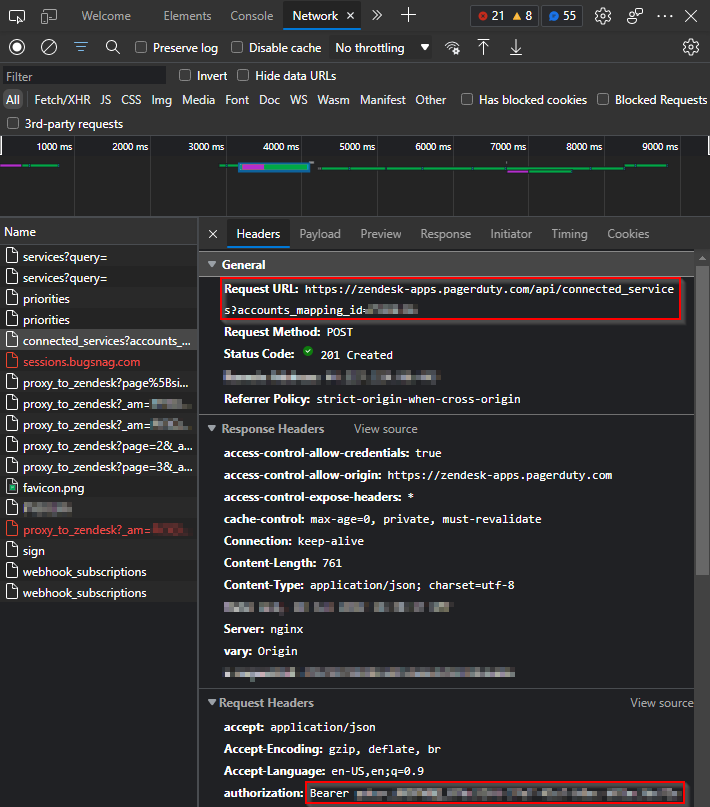 Welcome Elements Console Network 21 8 55
Preserve log Disable cache No throttling
Filter Invert Hide data URLs
All Fetch/XHR JS CSS Img Media Font Doc WS Wasm Manifest Other Has blocked cookies Blocked Requests
3rd-party requests
1000 ms 2000 ms 3000 ms 4000 ms 5000 ms 6000 ms 7000 ms 8000 ms 9000 ms
Name
services?query=
services?query=
priorities
priorities
connected_services?accounts_...
sessions.bugsnag.com
proxy_to_zendesk?page%5Bsi...
proxy_to_zendesk?_am=
proxy_to_zendesk?_am=
proxy_to_zendesk?page=2&_a...
proxy_to_zendesk?page=3&_a...
favicon.png
proxy_to_zendesk?_am=
sign
webhook_subscriptions
webhook_subscriptions
Headers Payload Preview Response Initiator Timing Cookies
General
Request URL: https://zendesk-apps.pagerduty.com/api/connected_service
s?accounts_mapping_id=
Request Method: POST
Status Code: 201 Created
Referrer Policy: strict-origin-when-cross-origin
Response Headers View source
access-control-allow-credentials: true
access-control-allow-origin: https://zendesk-apps.pagerduty.com
access-control-expose-headers: *
cache-control: max-age=0, private, must-revalidate
Connection: keep-alive
Content-Length: 761
Content-Type: application/json; charset=utf-8
Server: nginx
vary: Origin
Request Headers View source
accept: application/json
Accept-Encoding: gzip, deflate, br
Accept-Language: en-US,en;q=0.9
authorization: Bearer